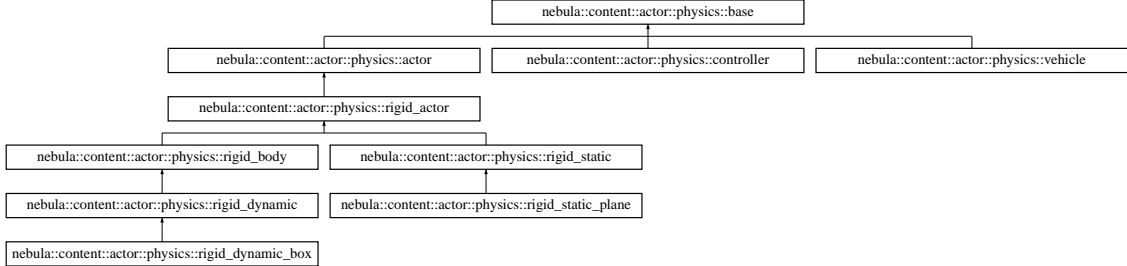 nebula::content::actor::physics::base
nebula::content::actor::physics::actor
nebula::content::actor::physics::controller
nebula::content::actor::physics::vehicle
nebula::content::actor::physics::rigid_actor
nebula::content::actor::physics::rigid_body
nebula::content::actor::physics::rigid_static
nebula::content::actor::physics::rigid_dynamic
nebula::content::actor::physics::rigid_static_plane
nebula::content::actor::physics::rigid_dynamic_box